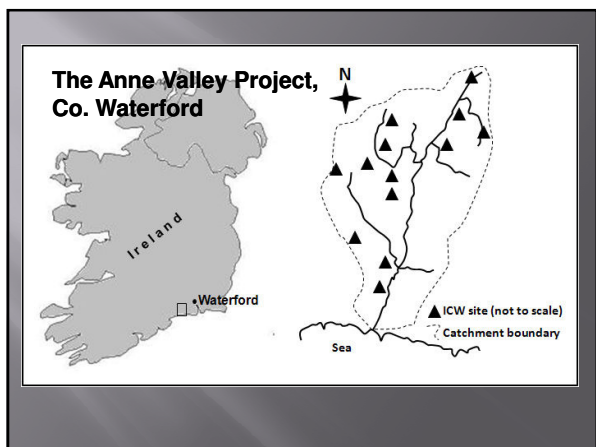 The Anne Valley Project,
Co. Waterford
N
Ireland
Waterford
ICW site (not to scale)
Catchment boundary
Sea